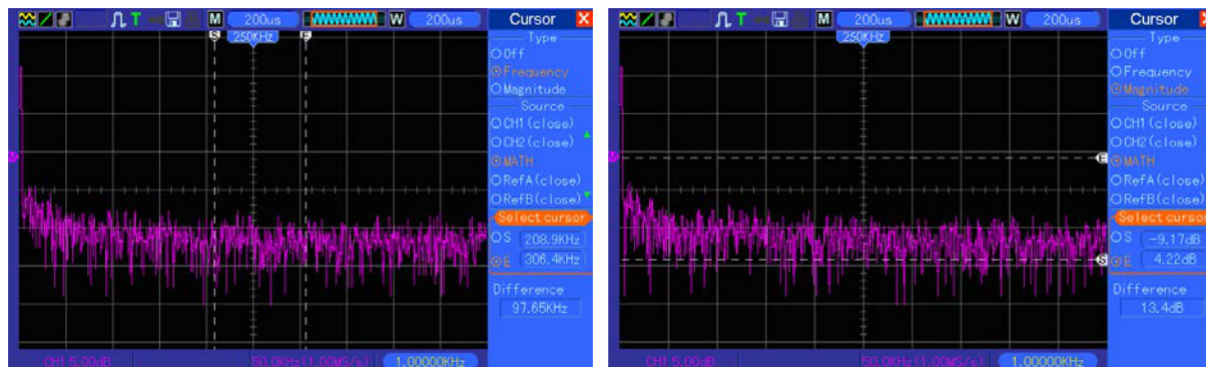 T M 200us W 200us Cursor X
S 250KHz E
Type
Off
Frequency
Magnitude
Source
CH1(close)
CH2(close)
MATH
RefA(close)
RefB(close)
Select cursor
S 208.9KHz
E 306.4KHz
Difference
97.65KHz
CH1 5.00dB 50.0KHz(1.00MS/s) 1.00000KHz
T M 200us W 200us Cursor X
250KHz
Type
Off
Frequency
Magnitude
Source
CH1(close)
CH2(close)
E MATH
RefA(close)
RefB(close)
Select cursor
S -9.17dB
S E 4.22dB
Difference
13.4dB
CH1 5.00dB 50.0KHz(1.00MS/s) 1.00000KHz